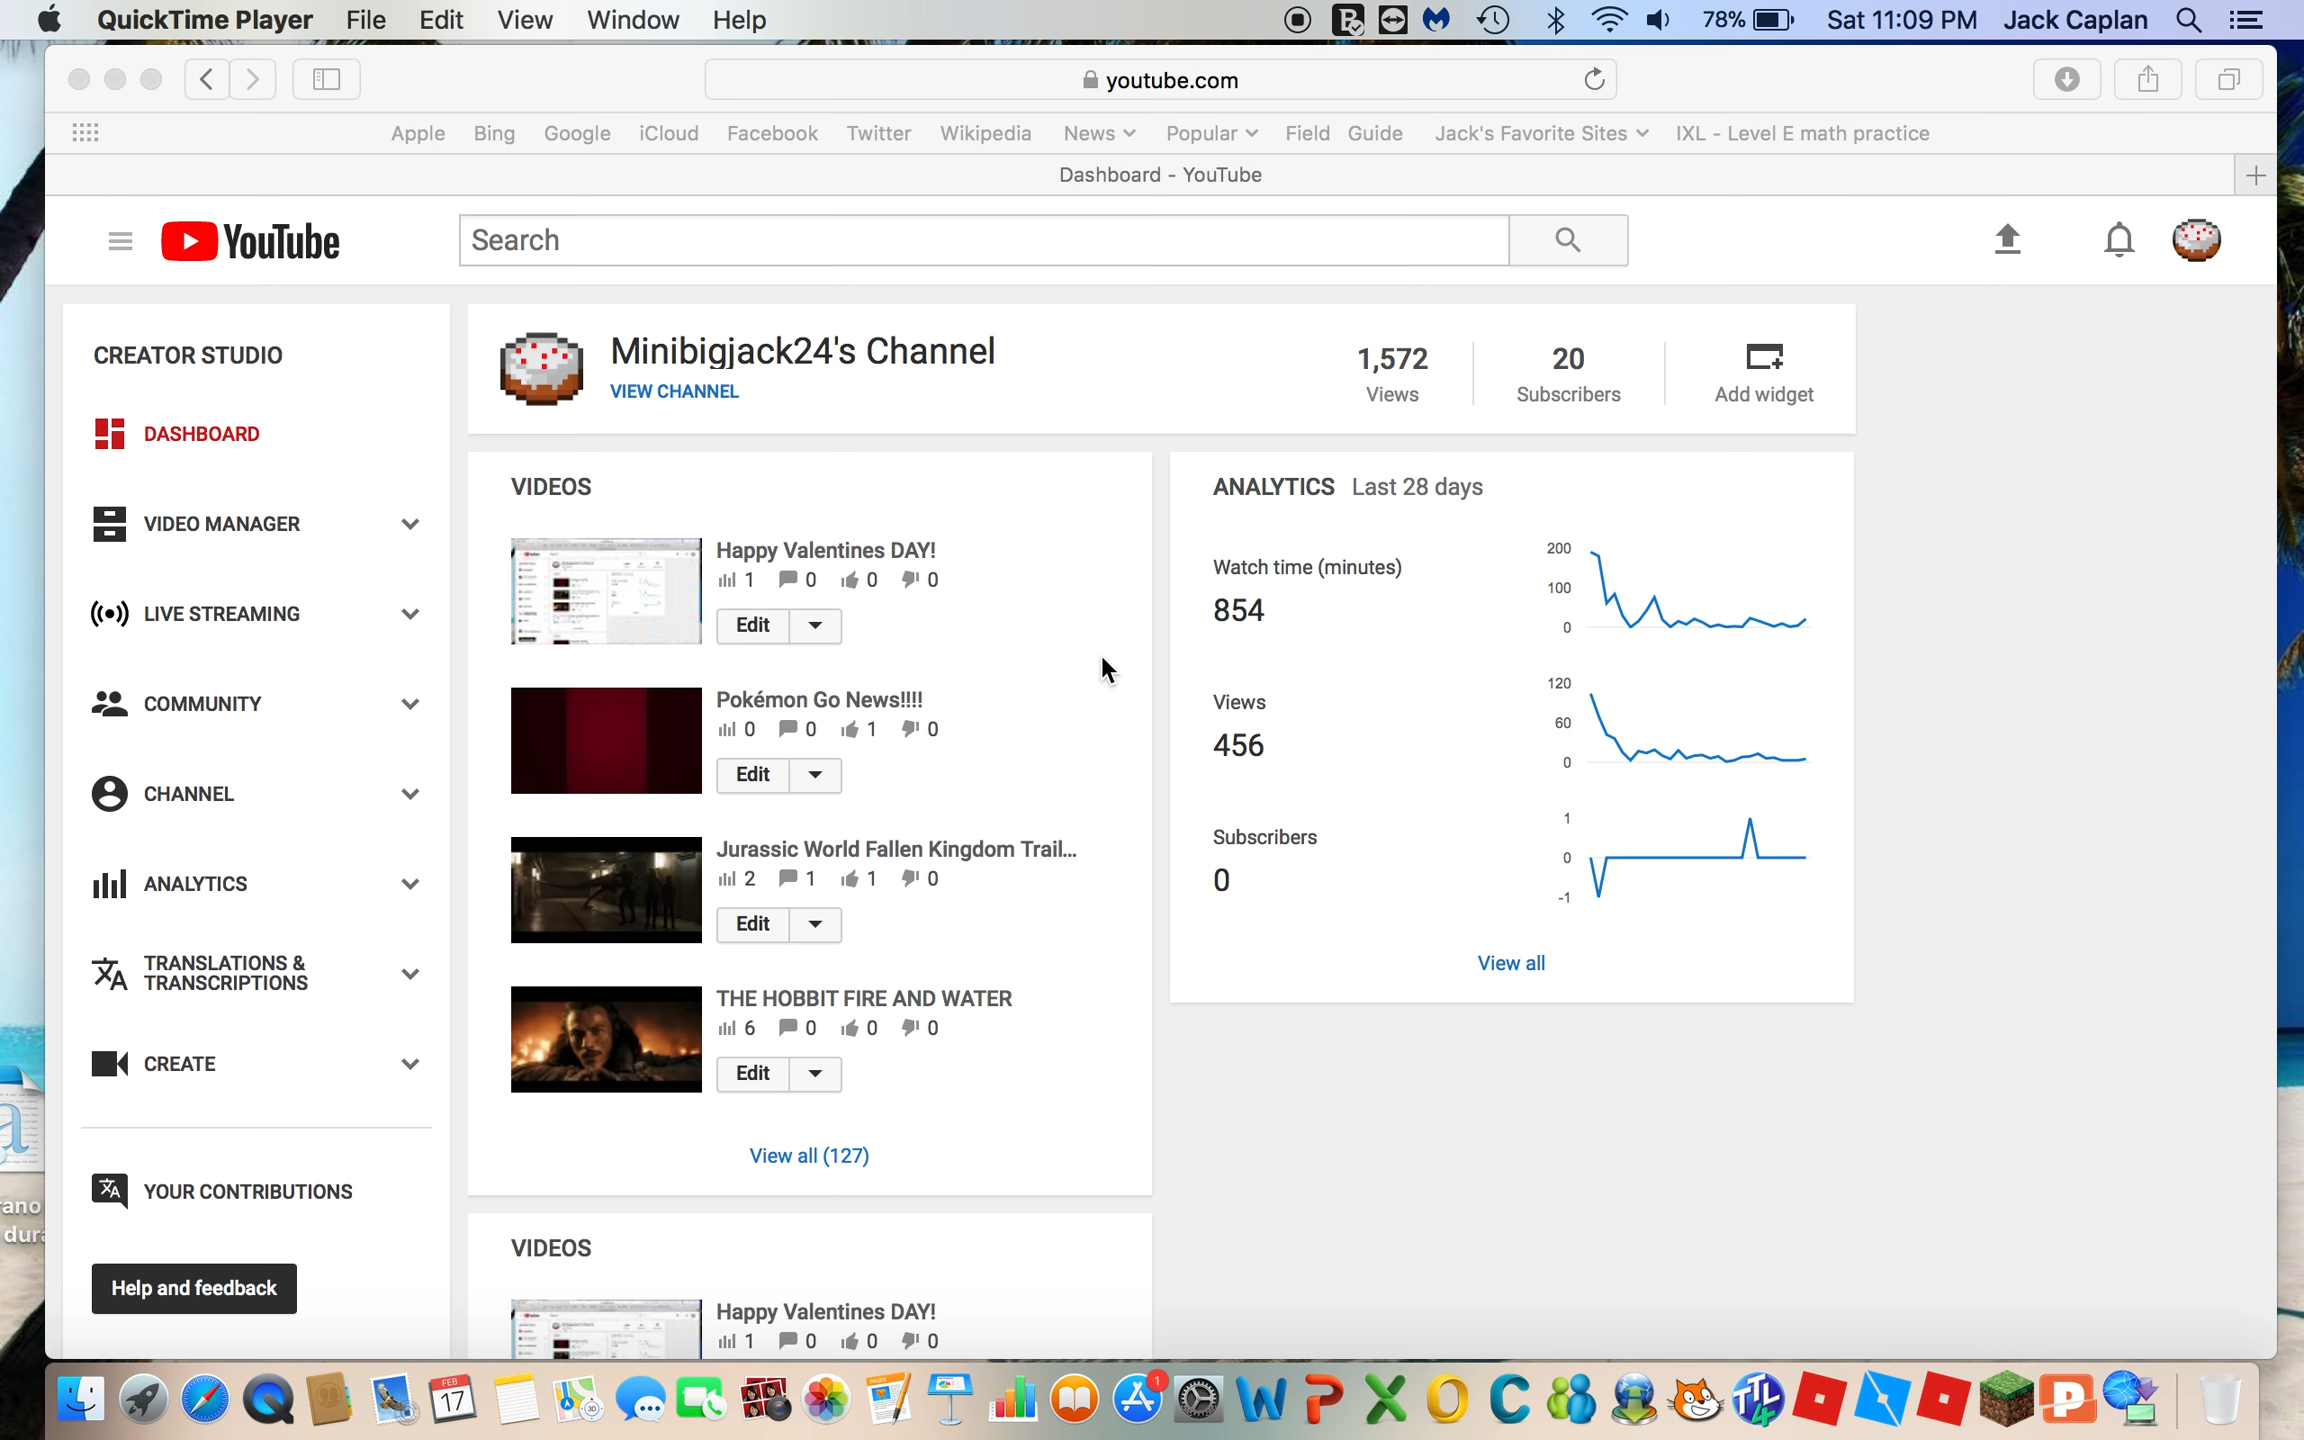 QuickTime Player File Edit View Window Help 78% Sat 11:09 PM Jack Caplan
youtube.com
Apple Bing Google iCloud Facebook Twitter Wikipedia News Popular Field Guide Jack's Favorite Sites IXL - Level E math practice
Dashboard - YouTube
YouTube
Search
CREATOR STUDIO
DASHBOARD
VIDEO MANAGER
LIVE STREAMING
COMMUNITY
CHANNEL
ANALYTICS
TRANSLATIONS &
TRANSCRIPTIONS
CREATE
YOUR CONTRIBUTIONS
Help and feedback
Minibigjack24's Channel
VIEW CHANNEL
1,572
Views
20
Subscribers
Add widget
VIDEOS
Happy Valentines DAY!
1 0 0 0
Edit
Pokémon Go News!!!!
0 0 1 0
Edit
Jurassic World Fallen Kingdom Trail...
2 1 1 0
Edit
THE HOBBIT FIRE AND WATER
6 0 0 0
Edit
View all (127)
VIDEOS
Happy Valentines DAY!
1 0 0 0
ANALYTICS Last 28 days
Watch time (minutes)
854
200
100
0
Views
456
120
60
0
Subscribers
0
1
0
-1
View all
ano
dura
FEB
17
3D
1
TTL
4